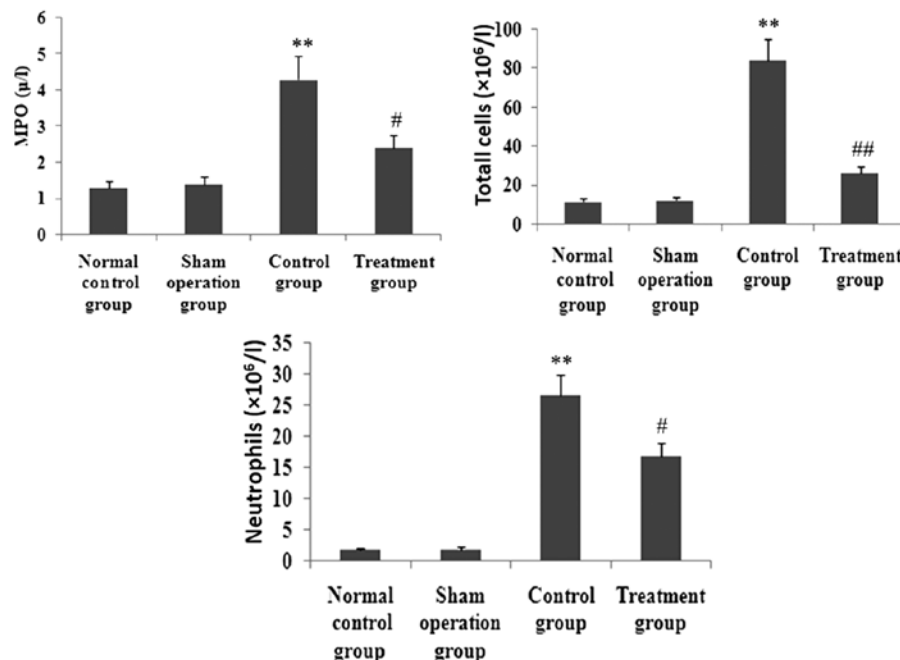 MPO (μ/l)
6
5
4
3
2
1
0
**
#
Normal
control
group
Sham
operation
group
Control
group
Treatment
group
Totall cells (×10⁶/l)
100
80
60
40
20
0
**
##
Normal
control
group
Sham
operation
group
Control
group
Treatment
group
Neutrophils (×10⁶/l)
35
30
25
20
15
10
5
0
**
#
Normal
control
group
Sham
operation
group
Control
group
Treatment
group